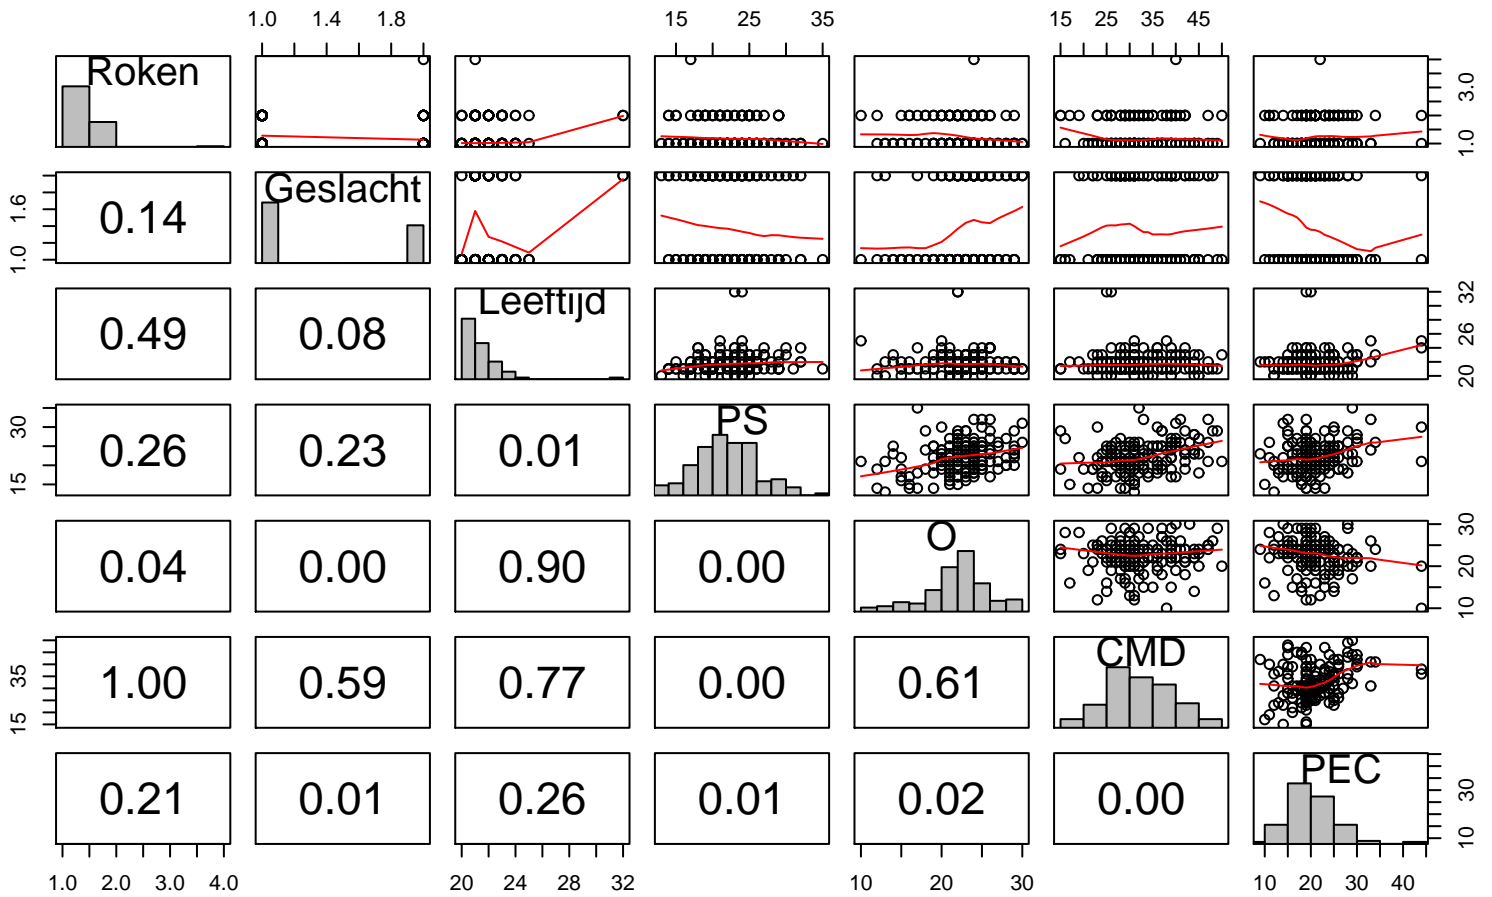 1.0 1.4 1.8 15 25 35 15 25 35 45
Roken
1.0 3.0
1.0 1.6
0.14
Geslacht
0.49 0.08
Leeftijd
20 26 32
15 30
0.26 0.23 0.01
PS
0.04 0.00 0.90 0.00
O
10 20 30
15 35
1.00 0.59 0.77 0.00 0.61
CMD
0.21 0.01 0.26 0.01 0.02 0.00
PEC
10 30
1.0 2.0 3.0 4.0 20 24 28 32 10 20 30 10 20 30 40